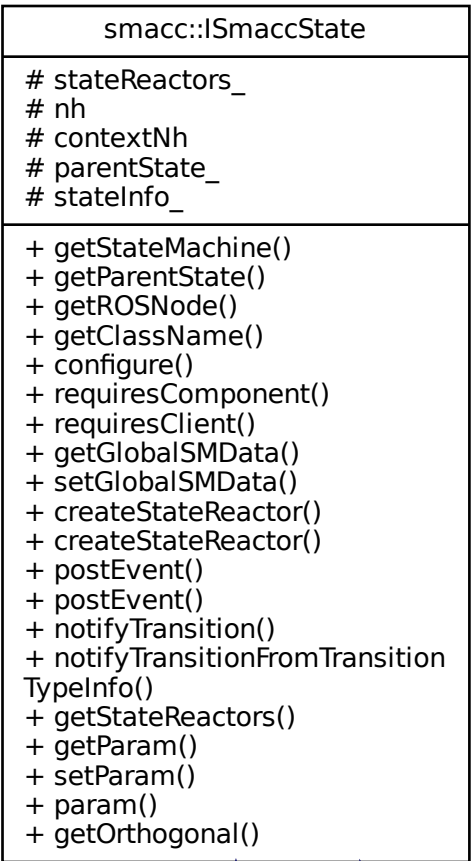 smacc::ISmaccState
# stateReactors_
# nh
# contextNh
# parentState_
# stateInfo_
+ getStateMachine()
+ getParentState()
+ getROSNode()
+ getClassName()
+ configure()
+ requiresComponent()
+ requiresClient()
+ getGlobalSMData()
+ setGlobalSMData()
+ createStateReactor()
+ createStateReactor()
+ postEvent()
+ postEvent()
+ notifyTransition()
+ notifyTransitionFromTransition
TypeInfo()
+ getStateReactors()
+ getParam()
+ setParam()
+ param()
+ getOrthogonal()